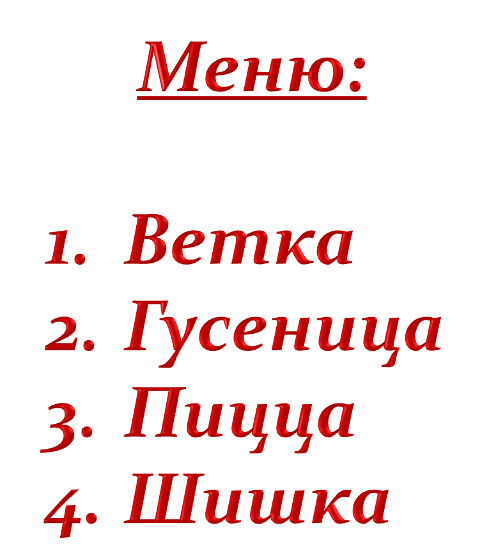 Меню:
1. Ветка
2. Гусеница
3. Пицца
4. Шишка